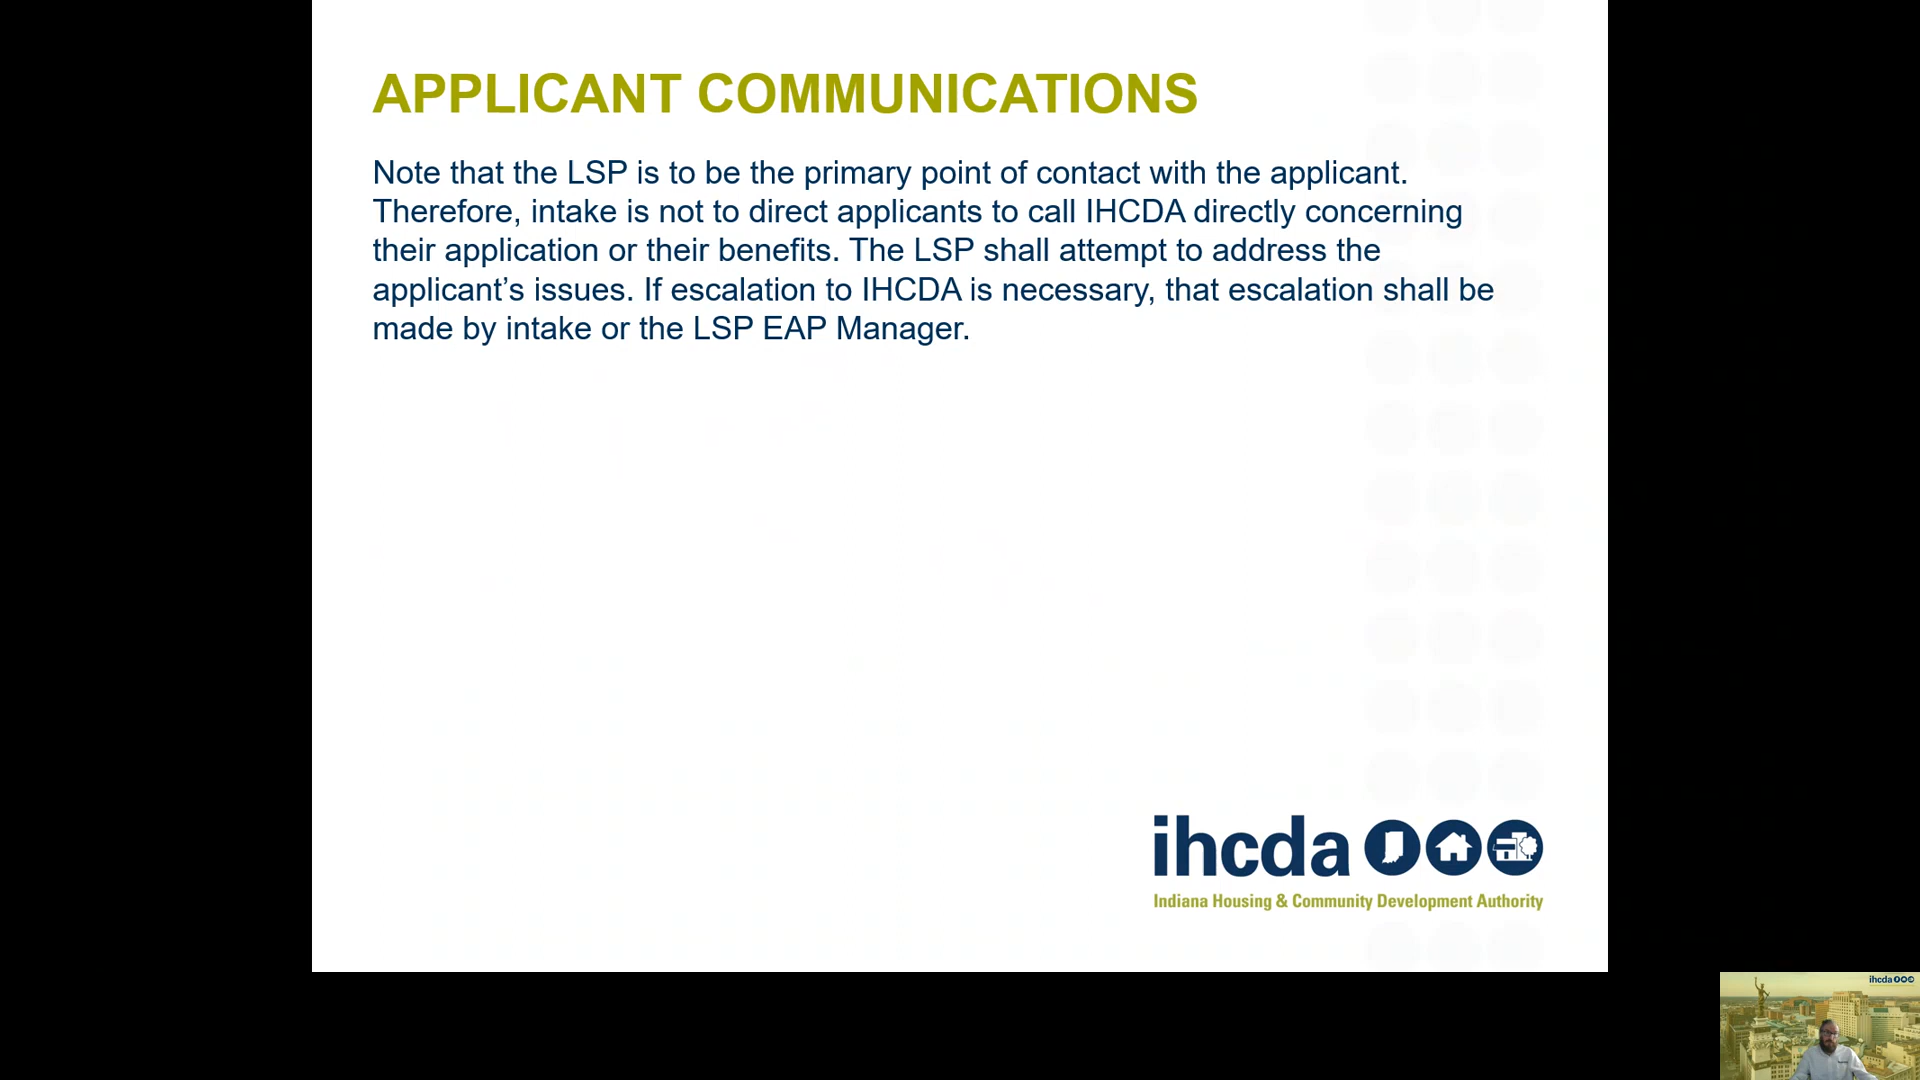 APPLICANT COMMUNICATIONS
Note that the LSP is to be the primary point of contact with the applicant.
Therefore, intake is not to direct applicants to call IHCDA directly concerning
their application or their benefits. The LSP shall attempt to address the
applicant’s issues. If escalation to IHCDA is necessary, that escalation shall be
made by intake or the LSP EAP Manager.
ihcda
Indiana Housing & Community Development Authority
ihcda